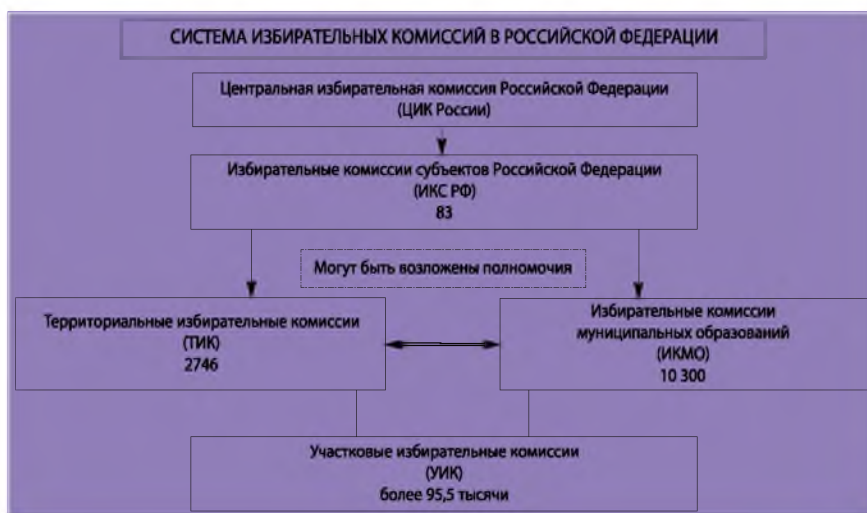 СИСТЕМА ИЗБИРАТЕЛЬНЫХ КОМИССИЙ В РОССИЙСКОЙ ФЕДЕРАЦИИ
Центральная избирательная комиссия Российской Федерации
(ЦИК России)
Избирательные комиссии субъектов Российской Федерации
(ИКС РФ)
83
Могут быть возложены полномочия
Территориальные избирательные комиссии
(ТИК)
2746
Избирательные комиссии
муниципальных образований
(ИКМО)
10 300
Участковые избирательные комиссии
(УИК)
более 95,5 тысячи